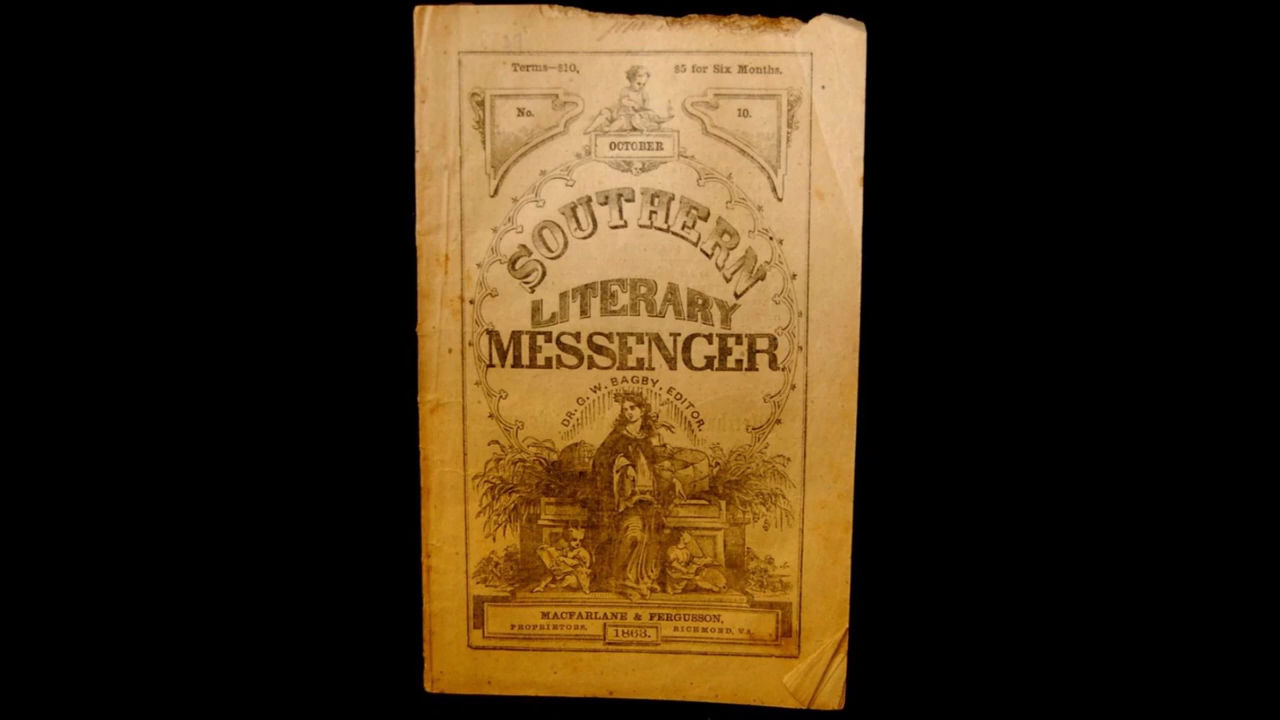 Terms—$10, $5 for Six Months.
No. 10.
OCTOBER
SOUTHERN
LITERARY
MESSENGER
DR. G. W. BAGBY, EDITOR.
MACFARLANE & FERGUSSON,
PROPRIETORS. RICHMOND, VA.
1863.